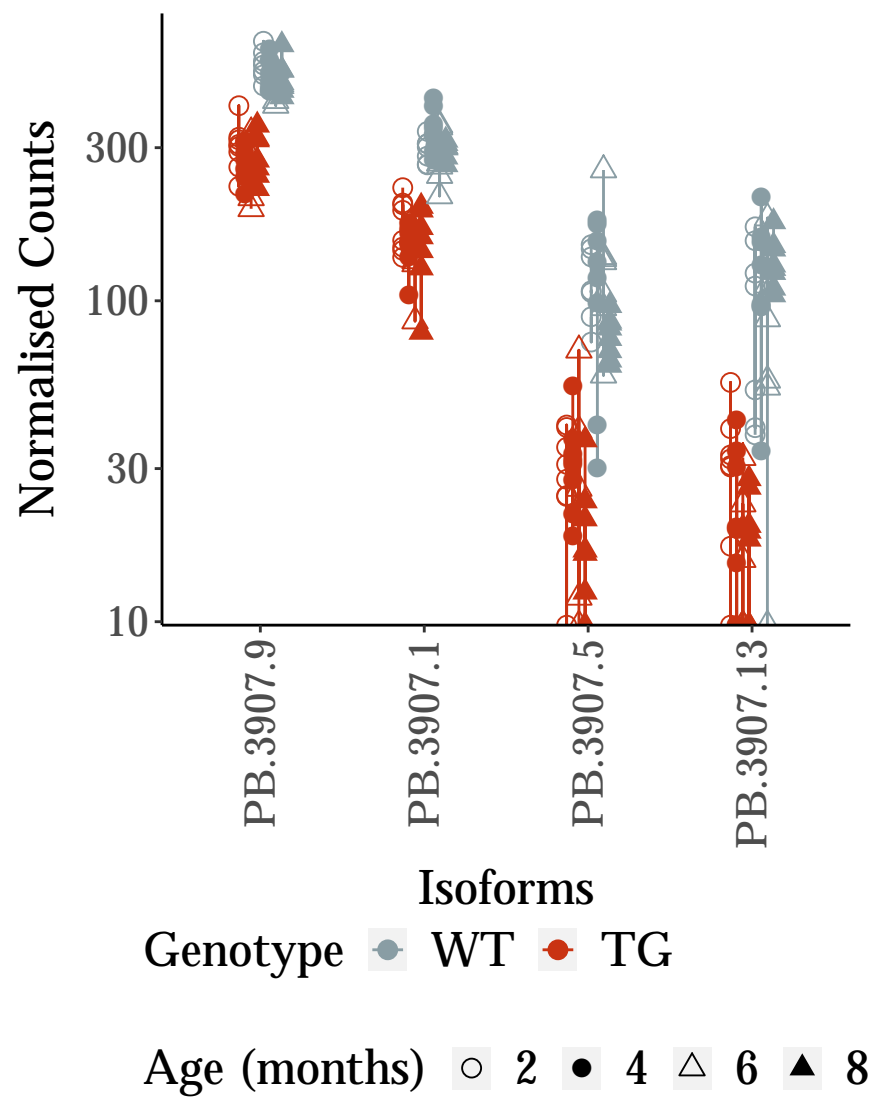 Normalised Counts
300
100
30
10
PB.3907.9
PB.3907.1
PB.3907.5
PB.3907.13
Isoforms
Genotype WT TG
Age (months) 2 4 6 8